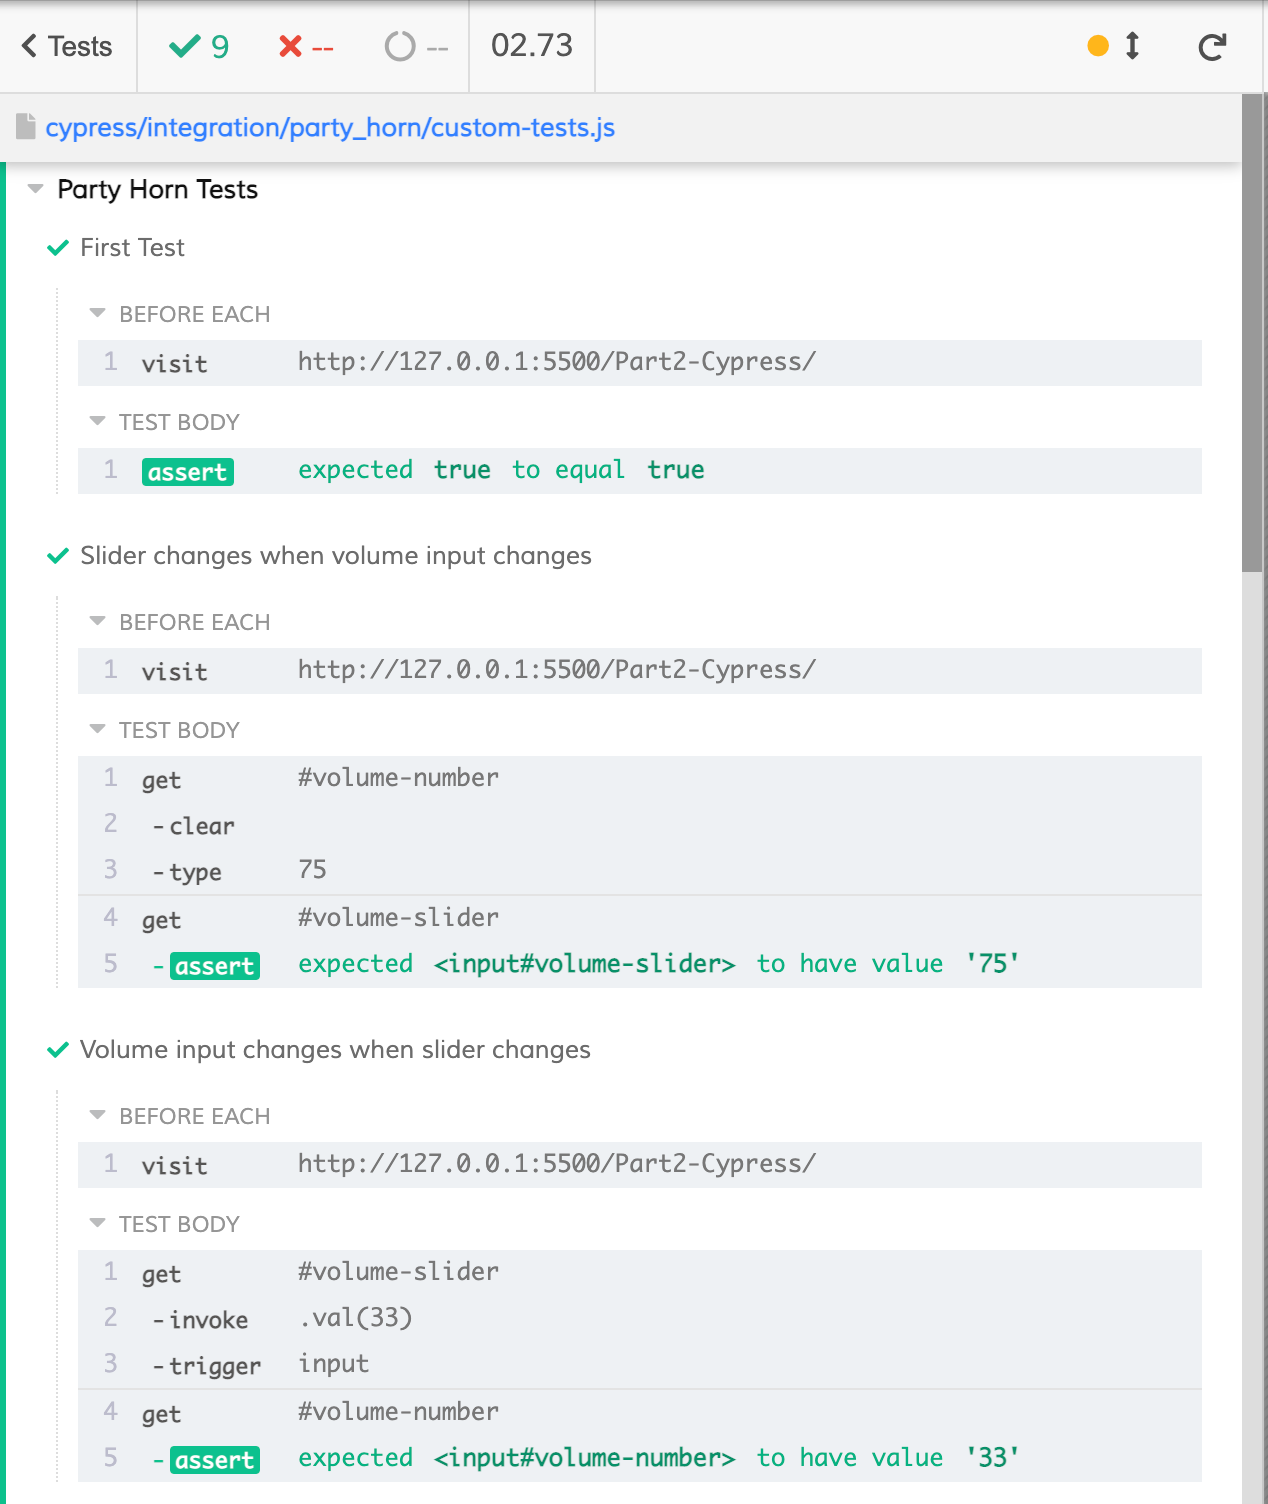 Tests 9 -- -- 02.73
cypress/integration/party_horn/custom-tests.js
Party Horn Tests
First Test
BEFORE EACH
1 visit http://127.0.0.1:5500/Part2-Cypress/
TEST BODY
1 assert expected true to equal true
Slider changes when volume input changes
BEFORE EACH
1 visit http://127.0.0.1:5500/Part2-Cypress/
TEST BODY
1 get #volume-number
2 -clear
3 -type 75
4 get #volume-slider
5 -assert expected <input#volume-slider> to have value '75'
Volume input changes when slider changes
BEFORE EACH
1 visit http://127.0.0.1:5500/Part2-Cypress/
TEST BODY
1 get #volume-slider
2 -invoke .val(33)
3 -trigger input
4 get #volume-number
5 -assert expected <input#volume-number> to have value '33'